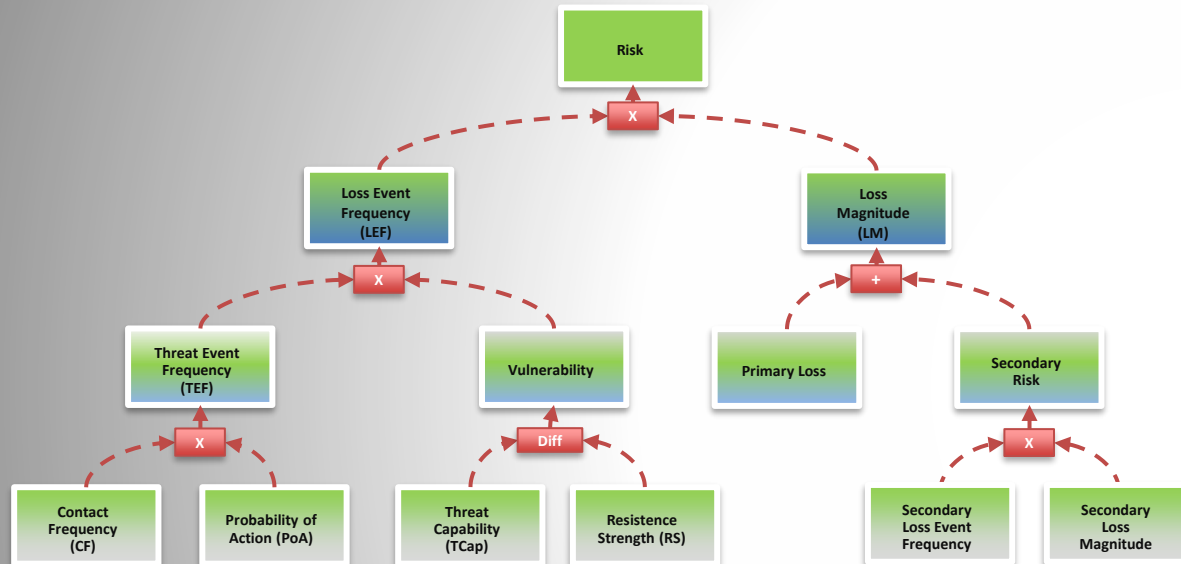 Risk
X
Loss Event
Frequency
(LEF)
Loss
Magnitude
(LM)
X
+
Threat Event
Frequency
(TEF)
Vulnerability
Primary Loss
Secondary
Risk
X
Diff
X
Contact
Frequency
(CF)
Probability of
Action (PoA)
Threat
Capability
(TCap)
Resistence
Strength (RS)
Secondary
Loss Event
Frequency
Secondary
Loss
Magnitude